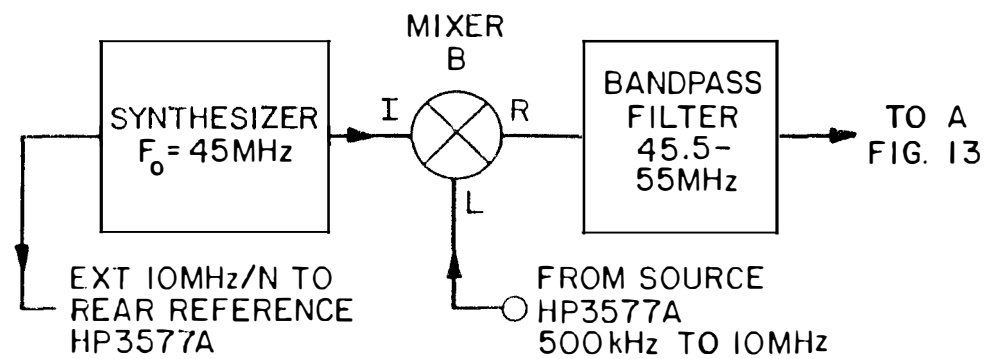 MIXER
B
SYNTHESIZER
F₀ = 45MHz
I
R
L
BANDPASS
FILTER
45.5-
55MHz
TO A
FIG. 13
EXT 10MHz/N TO
REAR REFERENCE
HP3577A
FROM SOURCE
HP3577A
500kHz TO 10MHz